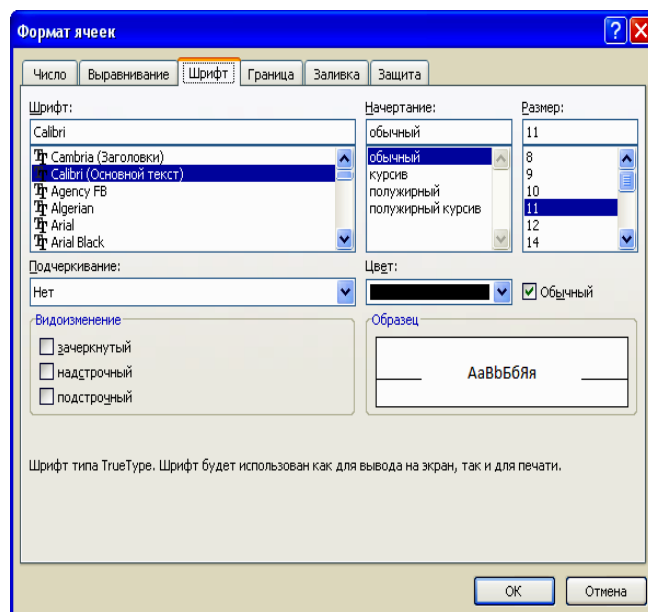 Формат ячеек
Число Выравнивание Шрифт Граница Заливка Защита
Шрифт: Начертание: Размер:
Calibri обычный 11
Cambria (Заголовки) обычный 8
Calibri (Основной текст) курсив 9
Agency FB полужирный 10
Algerian полужирный курсив 11
Arial 12
Arial Black 14
Подчеркивание: Цвет:
Нет Обычный
Видоизменение Образец
зачеркнутый
надстрочный АаВbБбЯя
подстрочный
Шрифт типа TrueType. Шрифт будет использован как для вывода на экран, так и для печати.
ОК Отмена